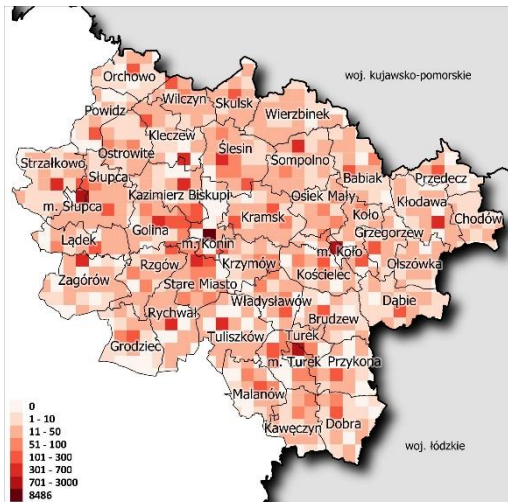 Orchowo
woj. kujawsko-pomorskie
Wilczyn
Skulsk
Powidz
Wierzbinek
Kleczew
Ostrowite
Ślesin
Sompolno
Strzałkowo
Słupca
Babiak
Przedecz
m. Słupca
Kazimierz Biskupi
Osiek Mały
Kłodawa
Koło
Kramsk
Chodów
Lądek
Golina
Grzegorzew
m. Konin
m. Koło
Rzgów
Krzymów
Kościelec
Olszówka
Zagórów
Stare Miasto
Władysławów
Dąbie
Rychwał
Brudzew
Tuliszków
Turek
Grodziec
m. Turek
Przykona
Malanów
Kawęczyn
Dobra
woj. łódzkie
0
1 - 10
11 - 50
51 - 100
101 - 300
301 - 700
701 - 3000
8486